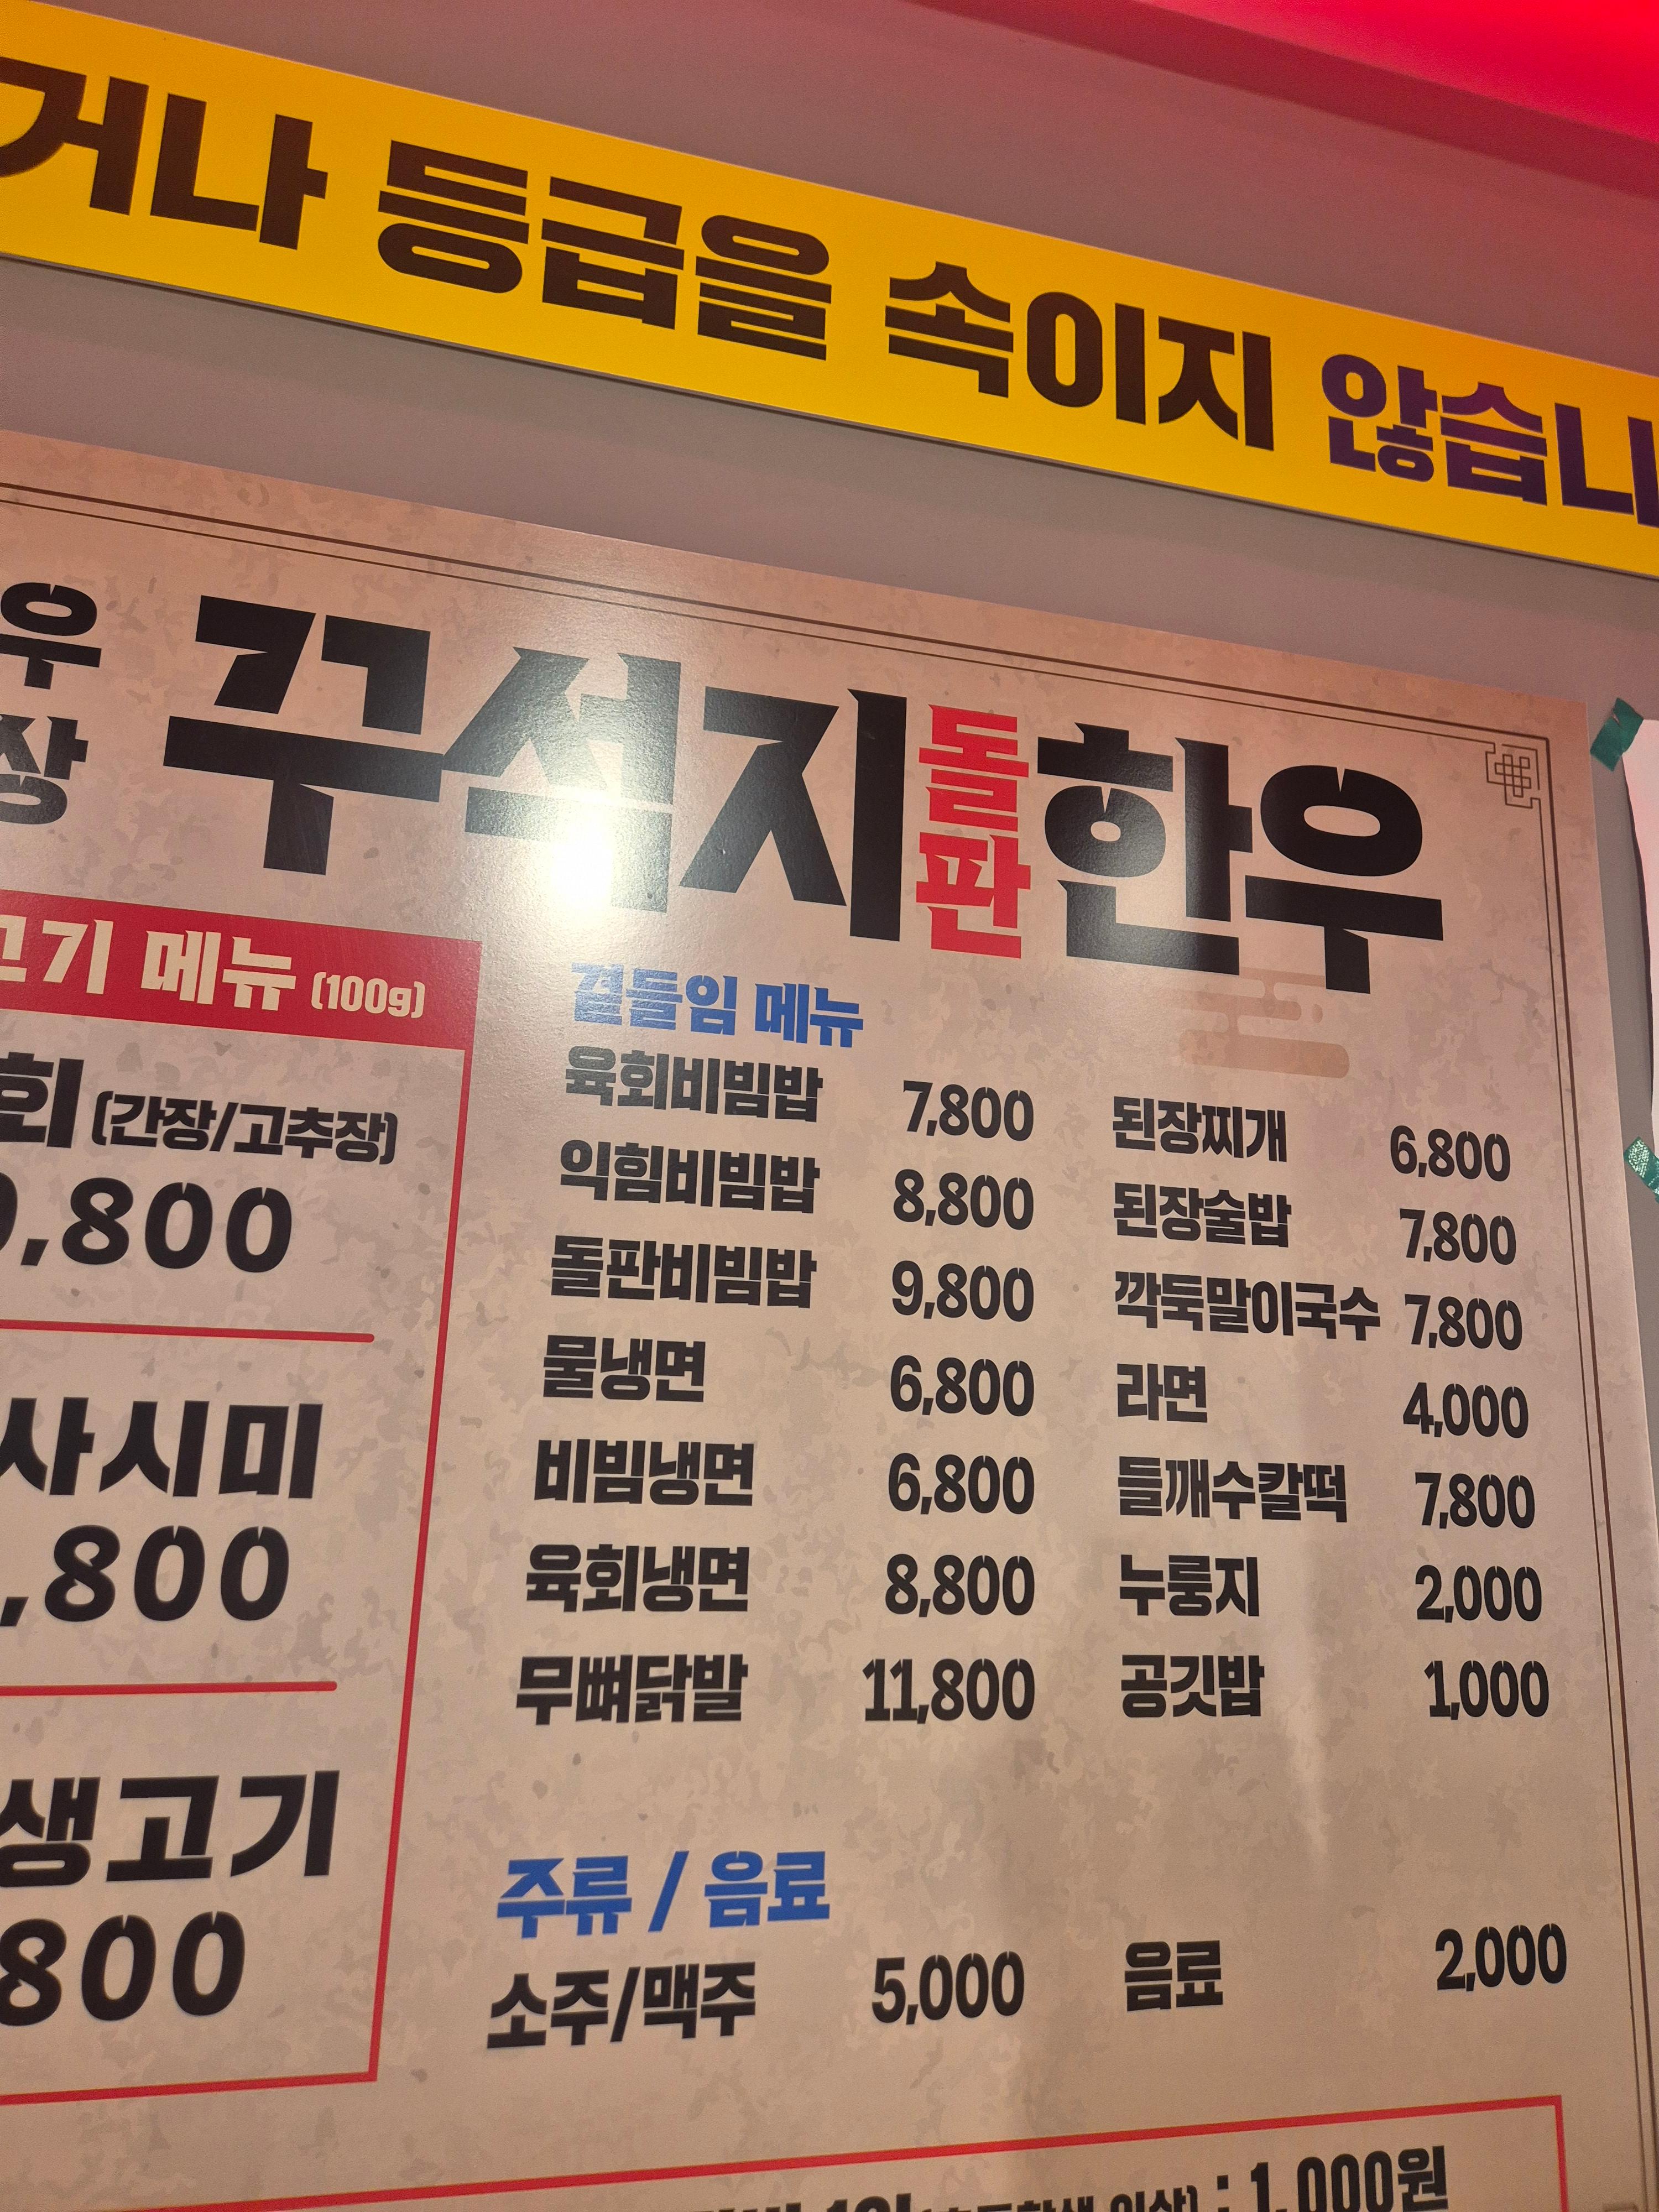 거나 등급을 속이지 않습니
우
장
꾸석지돌판한우
고기 메뉴 (100g)
회 (간장/고추장)
,800
사시미
,800
생고기
800
곁들임 메뉴
육회비빔밥 7,800
익힘비빔밥 8,800
돌판비빔밥 9,800
물냉면 6,800
비빔냉면 6,800
육회냉면 8,800
무뼈닭발 11,800
된장찌개 6,800
된장술밥 7,800
깍둑말이국수 7,800
라면 4,000
들깨수칼떡 7,800
누룽지 2,000
공깃밥 1,000
주류 / 음료
소주/맥주 5,000
음료 2,000
: 1,000원